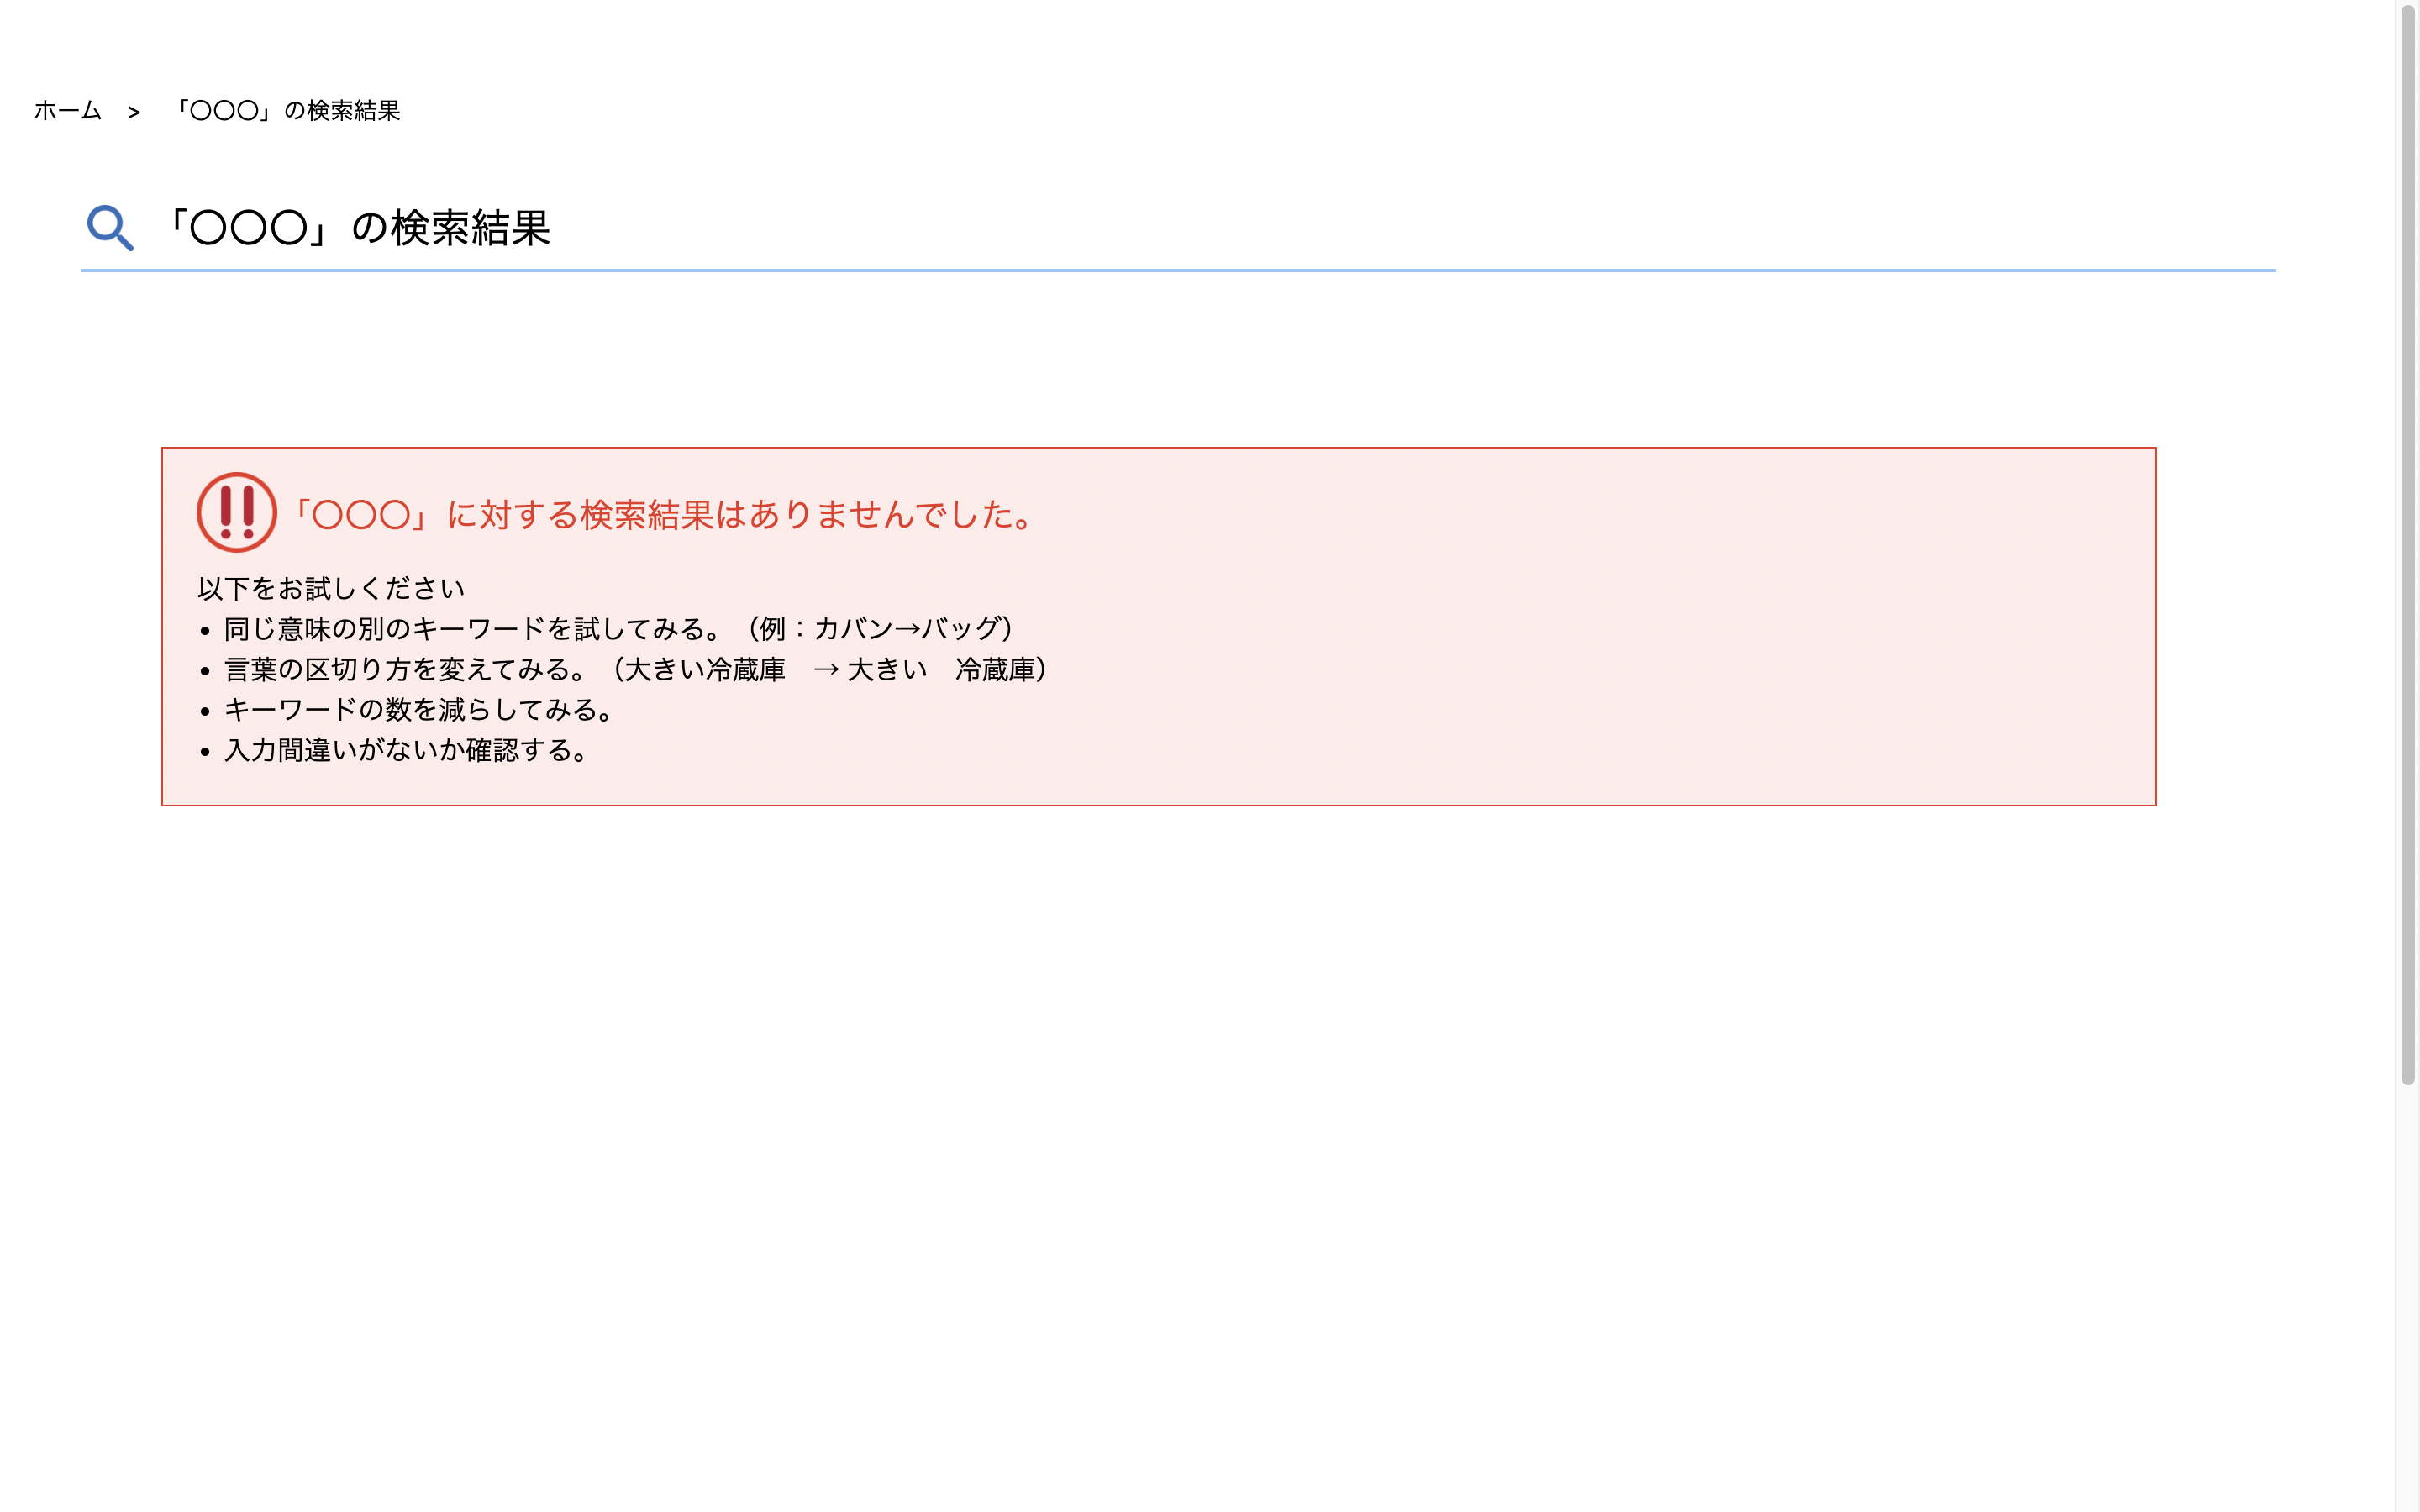 ホーム > 「〇〇〇」の検索結果
「〇〇〇」の検索結果
「〇〇〇」に対する検索結果はありませんでした。
以下をお試しください
• 同じ意味の別のキーワードを試してみる。（例：カバン→バッグ）
• 言葉の区切り方を変えてみる。（大きい冷蔵庫　→ 大きい　冷蔵庫）
• キーワードの数を減らしてみる。
• 入力間違いがないか確認する。